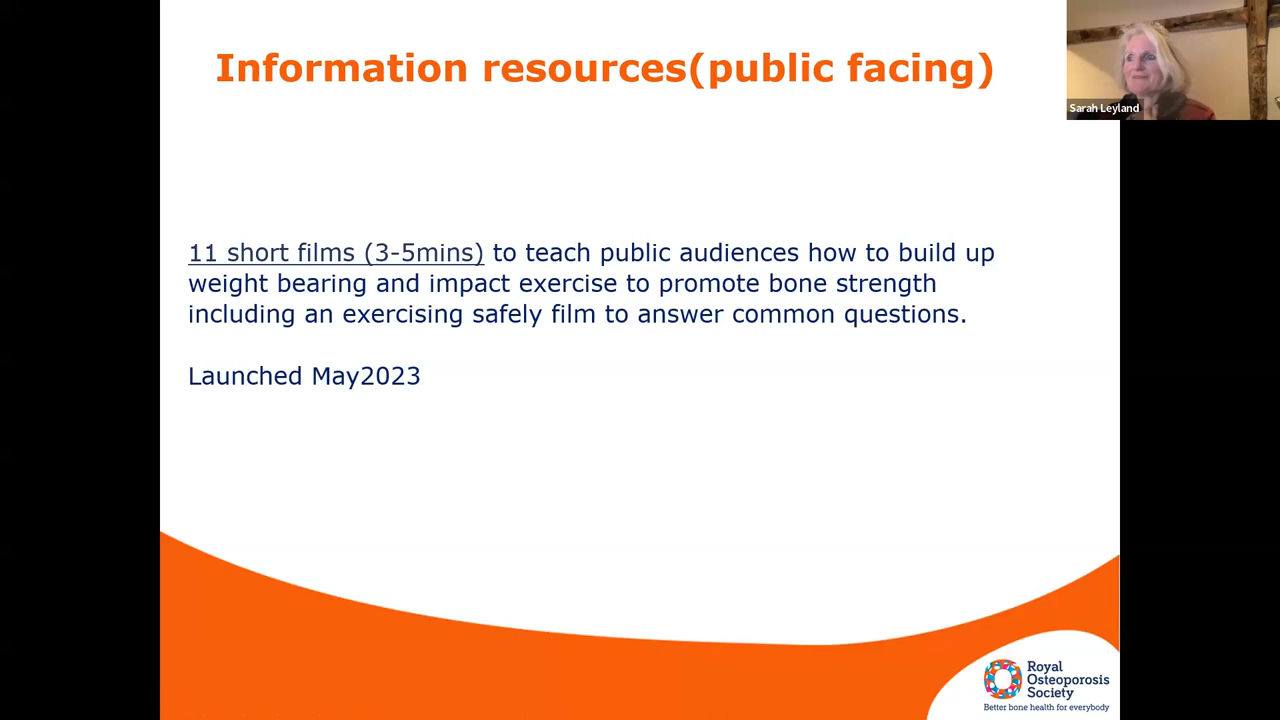 Information resources(public facing)
Sarah Leyland
11 short films (3-5mins) to teach public audiences how to build up
weight bearing and impact exercise to promote bone strength
including an exercising safely film to answer common questions.
Launched May2023
Royal
Osteoporosis
Society
Better bone health for everybody